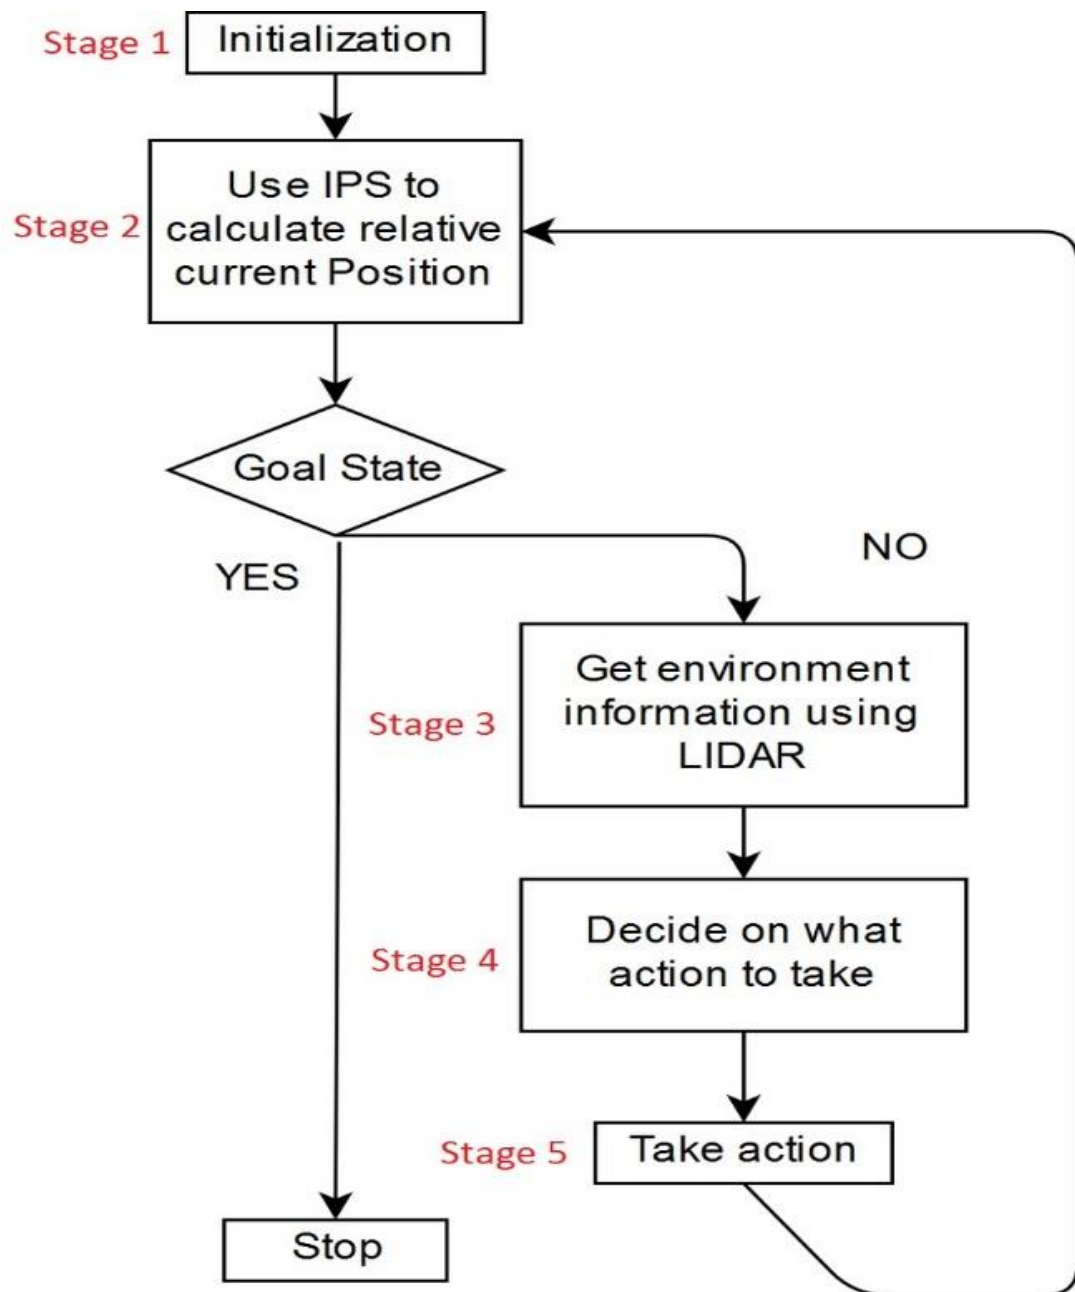 Stage 1
Initialization
Stage 2
Use IPS to
calculate relative
current Position
Goal State
YES
NO
Stage 3
Get environment
information using
LIDAR
Stage 4
Decide on what
action to take
Stage 5
Take action
Stop